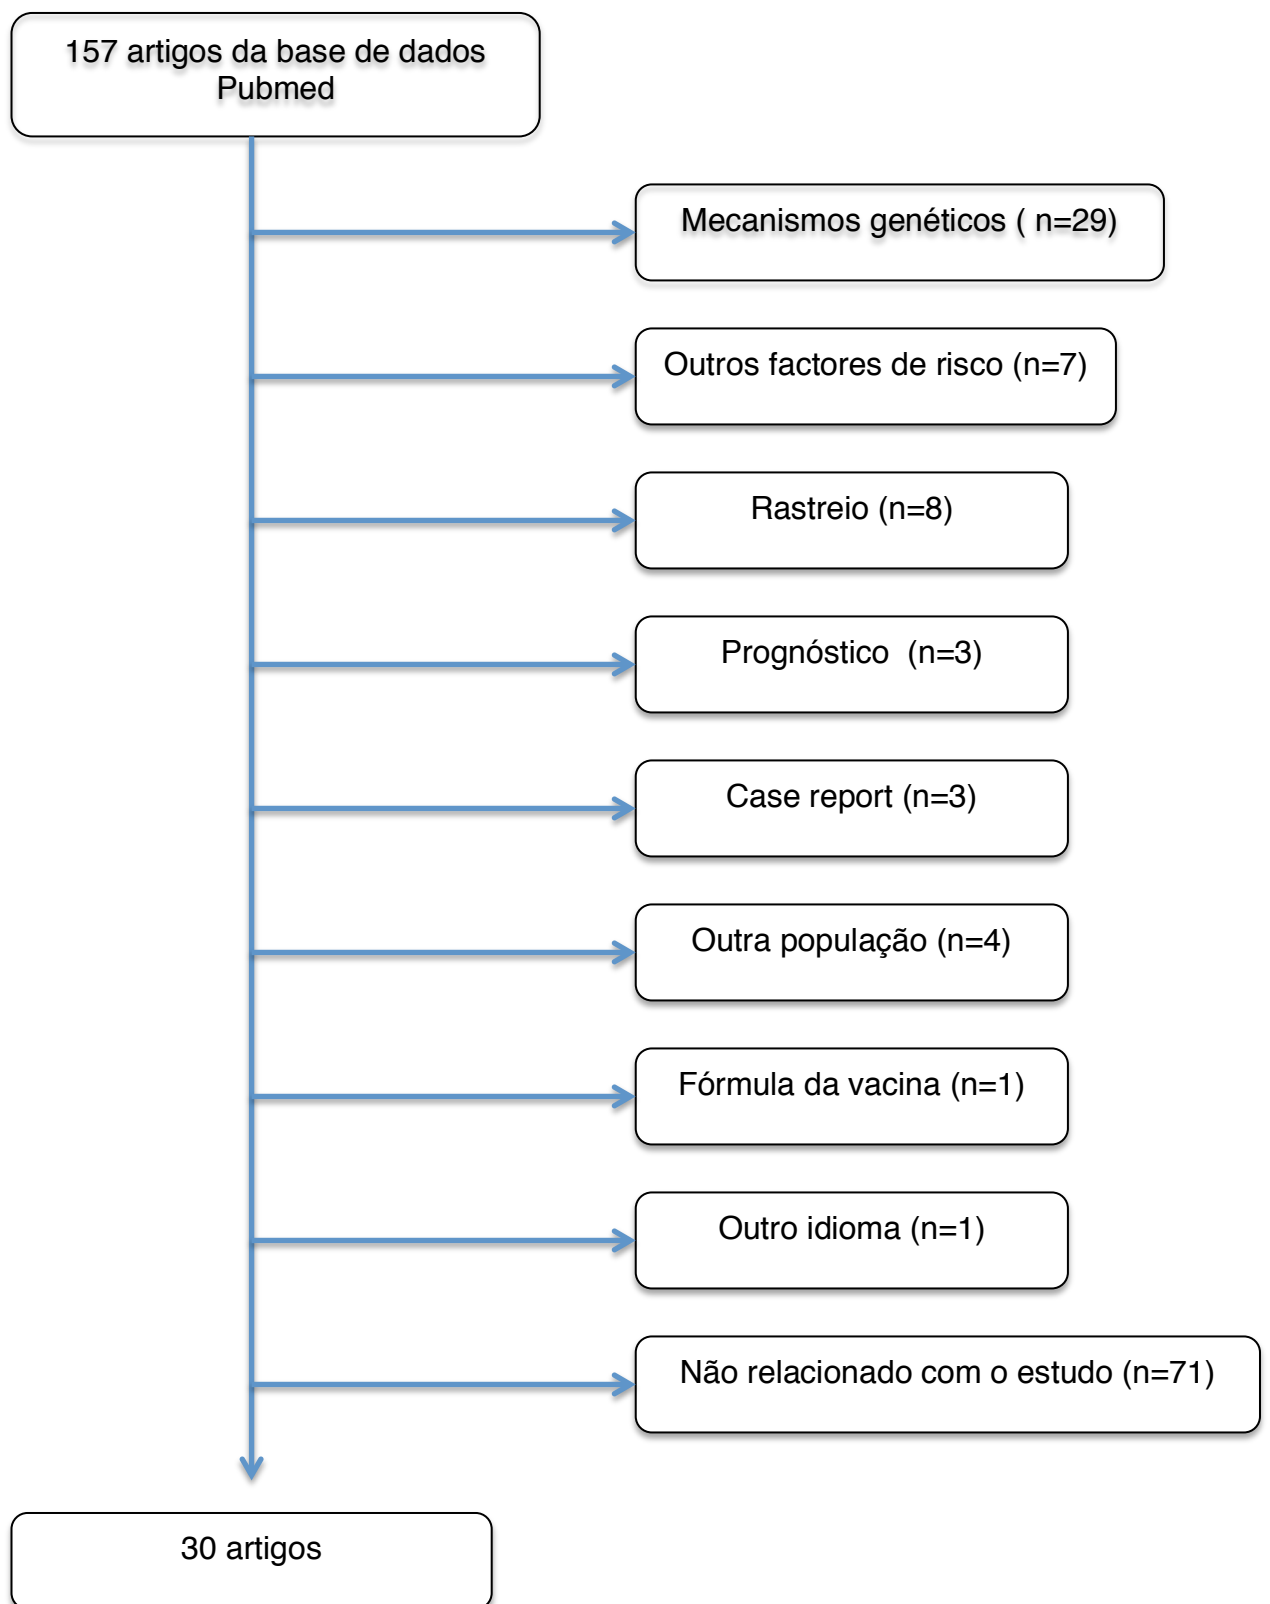 157 artigos da base de dados
Pubmed
Mecanismos genéticos ( n=29)
Outros factores de risco (n=7)
Rastreio (n=8)
Prognóstico  (n=3)
Case report (n=3)
Outra população (n=4)
Fórmula da vacina (n=1)
Outro idioma (n=1)
Não relacionado com o estudo (n=71)
30 artigos